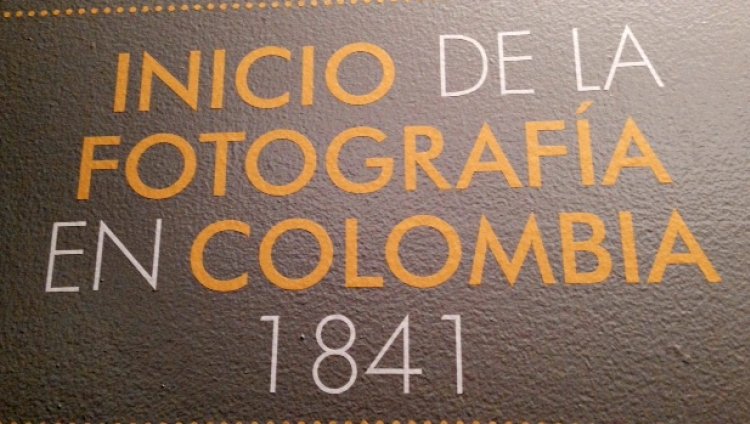 INICIO DE LA
FOTOGRAFÍA
EN COLOMBIA
1841